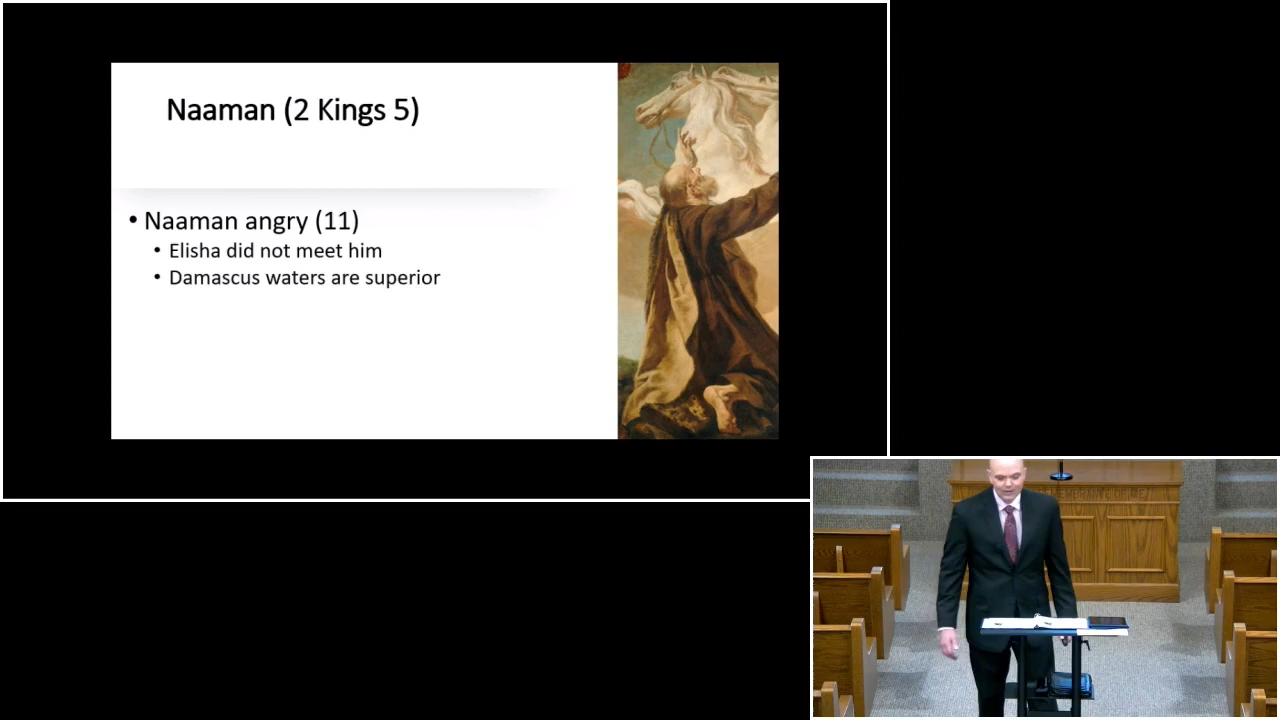 Naaman (2 Kings 5)
• Naaman angry (11)
• Elisha did not meet him
• Damascus waters are superior